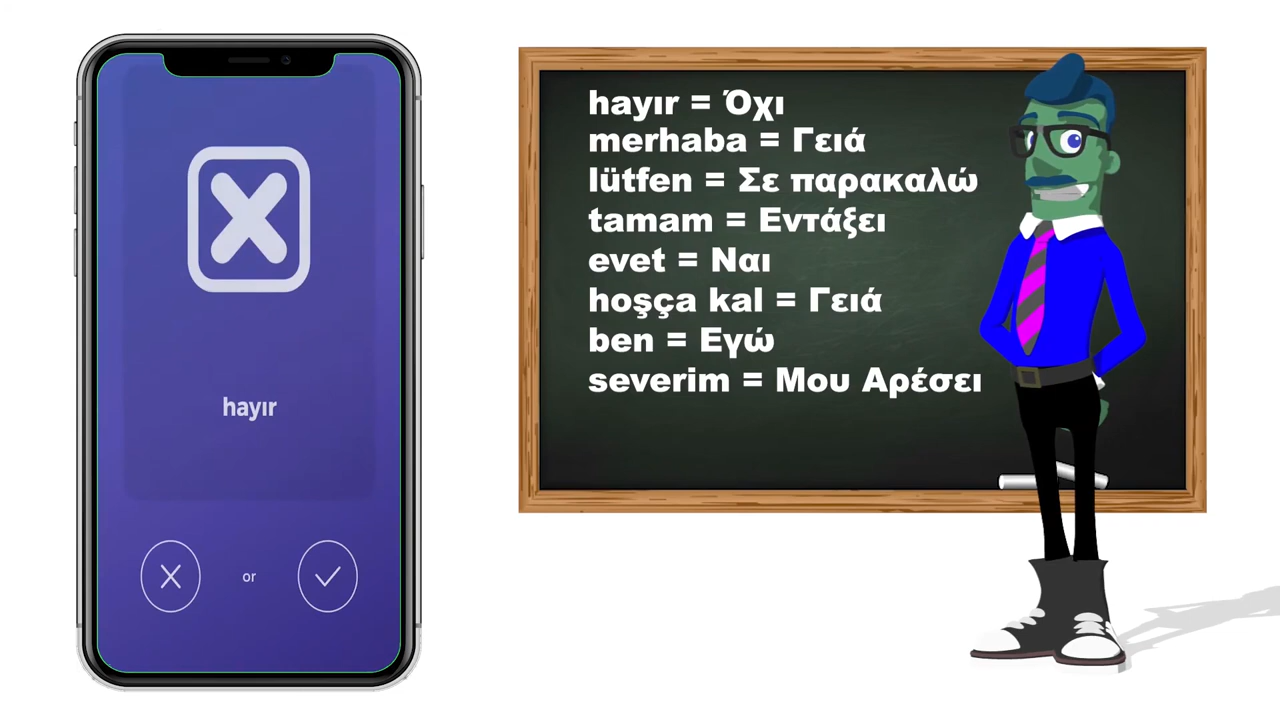 hayır
or
hayır = Όχι
merhaba = Γειά
lütfen = Σε παρακαλώ
tamam = Εντάξει
evet = Ναι
hoşça kal = Γειά
ben = Εγώ
severim = Μου Αρέσει